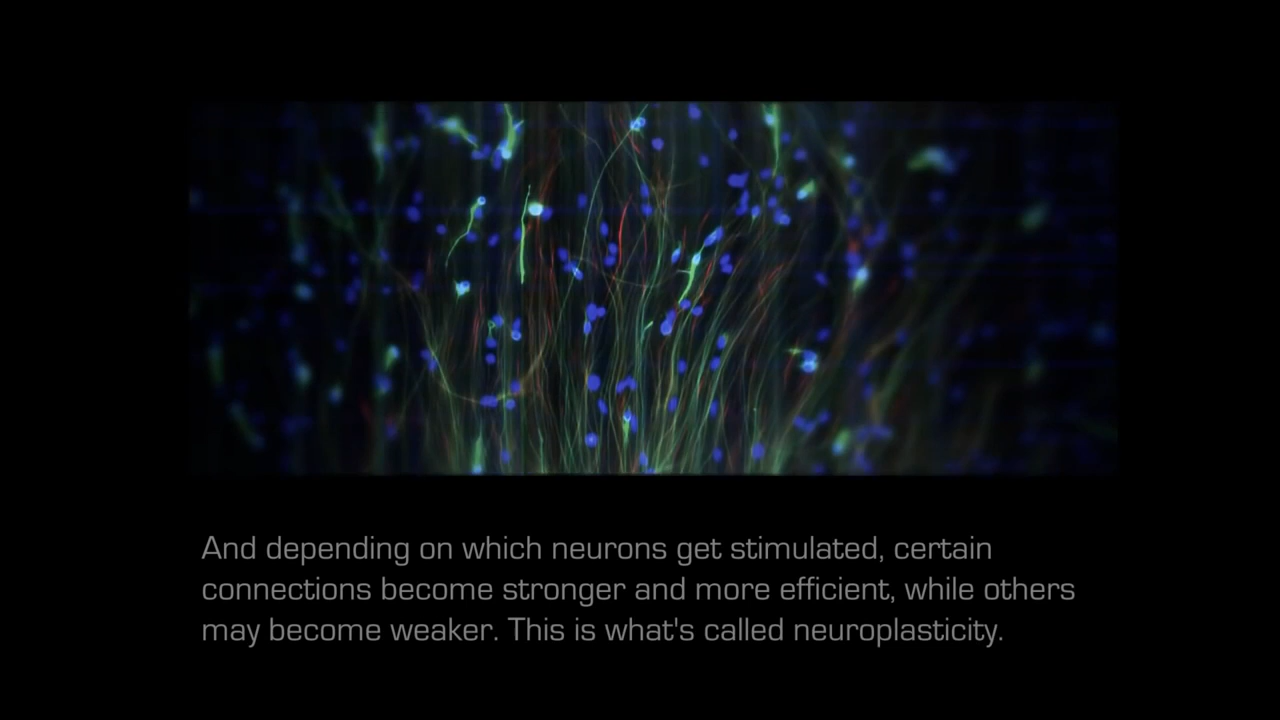 And depending on which neurons get stimulated, certain
connections become stronger and more efficient, while others
may become weaker. This is what's called neuroplasticity.